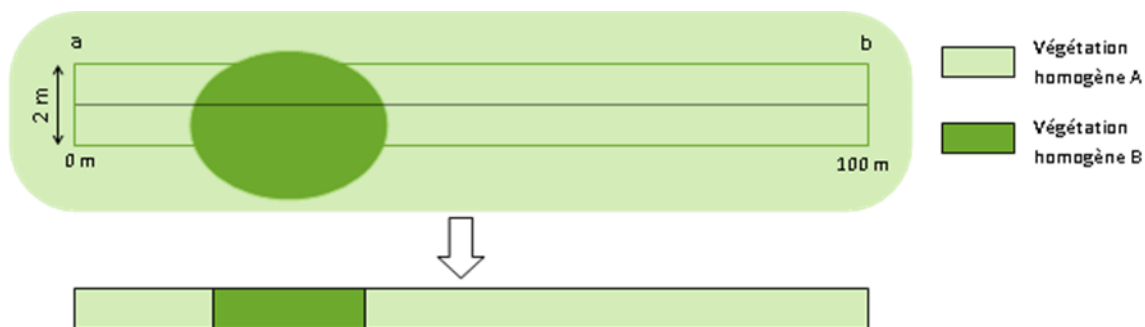 a
b
2 m
0 m
100 m
Végétation
homogène A
Végétation
homogène B